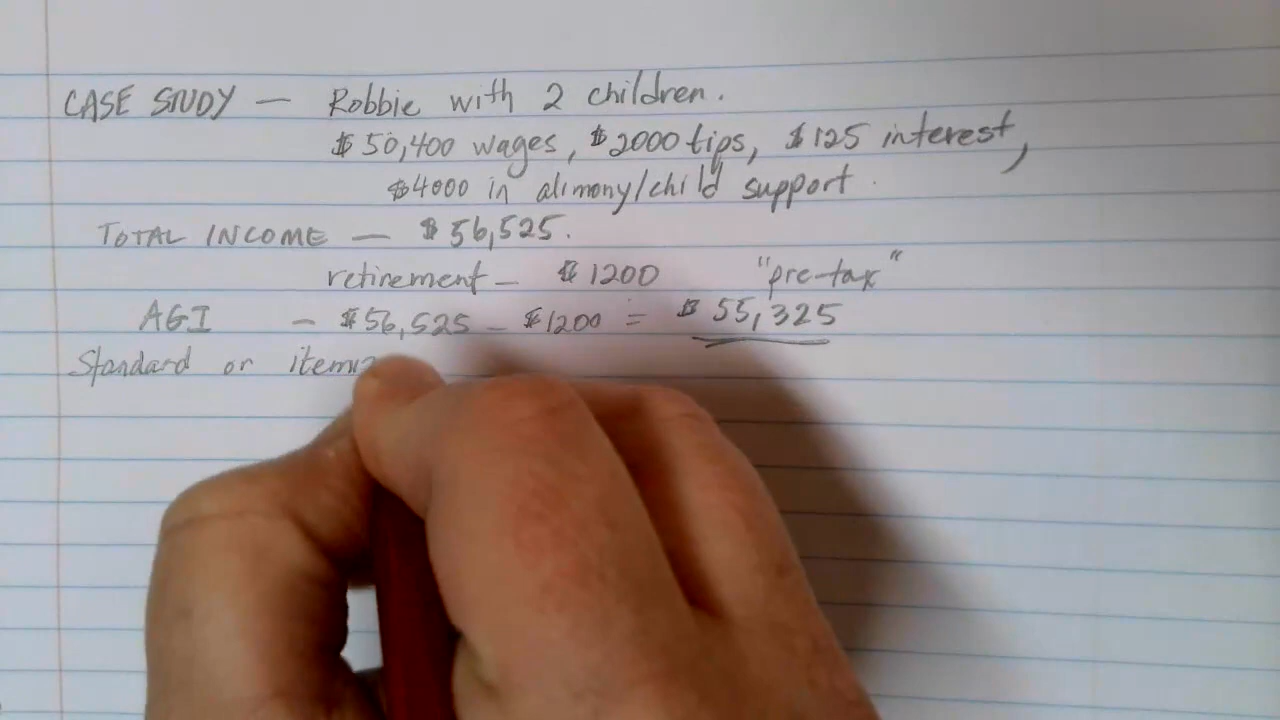 CASE STUDY — Robbie with 2 children.
$50,400 wages, $2000 tips, $125 interest,
$4000 in alimony/child support.
TOTAL INCOME — $56,525.
retirement — $1200 "pre-tax"
AGI — $56,525 — $1200 = $55,325
Standard or